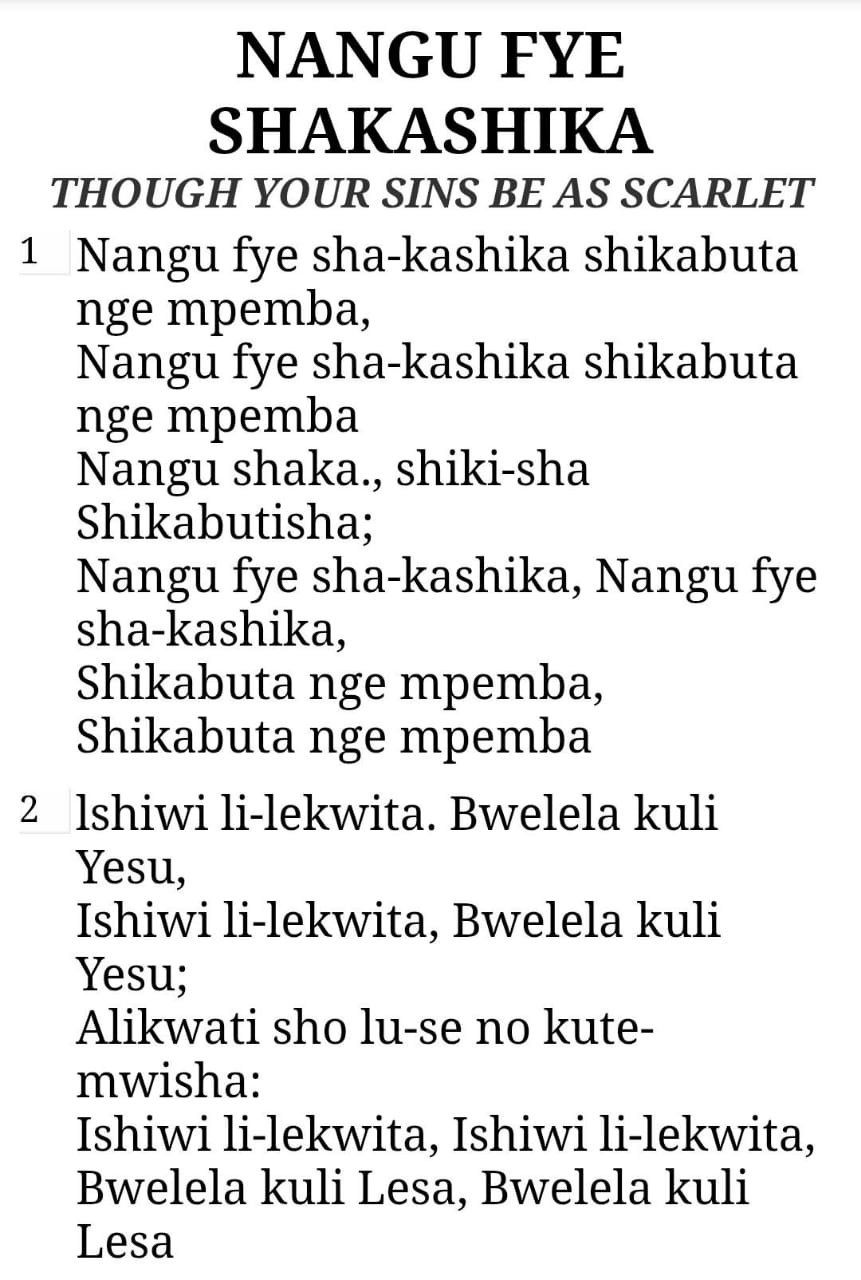 NANGU FYE
SHAKASHIKA
THOUGH YOUR SINS BE AS SCARLET
1 Nangu fye sha-kashika shikabuta
nge mpemba,
Nangu fye sha-kashika shikabuta
nge mpemba
Nangu shaka., shiki-sha
Shikabutisha;
Nangu fye sha-kashika, Nangu fye
sha-kashika,
Shikabuta nge mpemba,
Shikabuta nge mpemba
2 lshiwi li-lekwita. Bwelela kuli
Yesu,
Ishiwi li-lekwita, Bwelela kuli
Yesu;
Alikwati sho lu-se no kute-
mwisha:
Ishiwi li-lekwita, Ishiwi li-lekwita,
Bwelela kuli Lesa, Bwelela kuli
Lesa